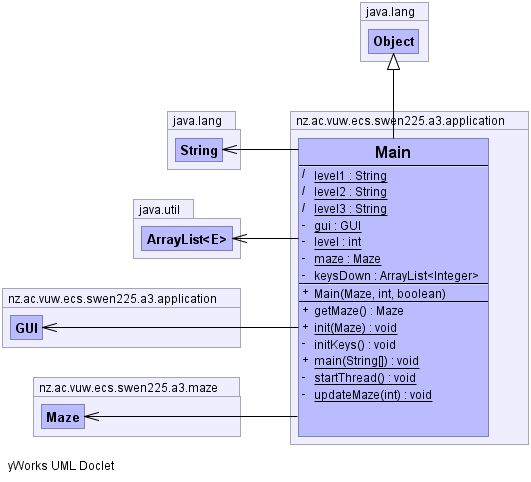 java.lang
Object
java.lang
String
nz.ac.vuw.ecs.swen225.a3.application
Main
/ level1 : String
/ level2 : String
/ level3 : String
- gui : GUI
- level : int
- maze : Maze
- keysDown : ArrayList<Integer>
+ Main(Maze, int, boolean)
+ getMaze() : Maze
+ init(Maze) : void
- initKeys() : void
+ main(String[]) : void
- startThread() : void
- updateMaze(int) : void
java.util
ArrayList<E>
nz.ac.vuw.ecs.swen225.a3.application
GUI
nz.ac.vuw.ecs.swen225.a3.maze
Maze
yWorks UML Doclet